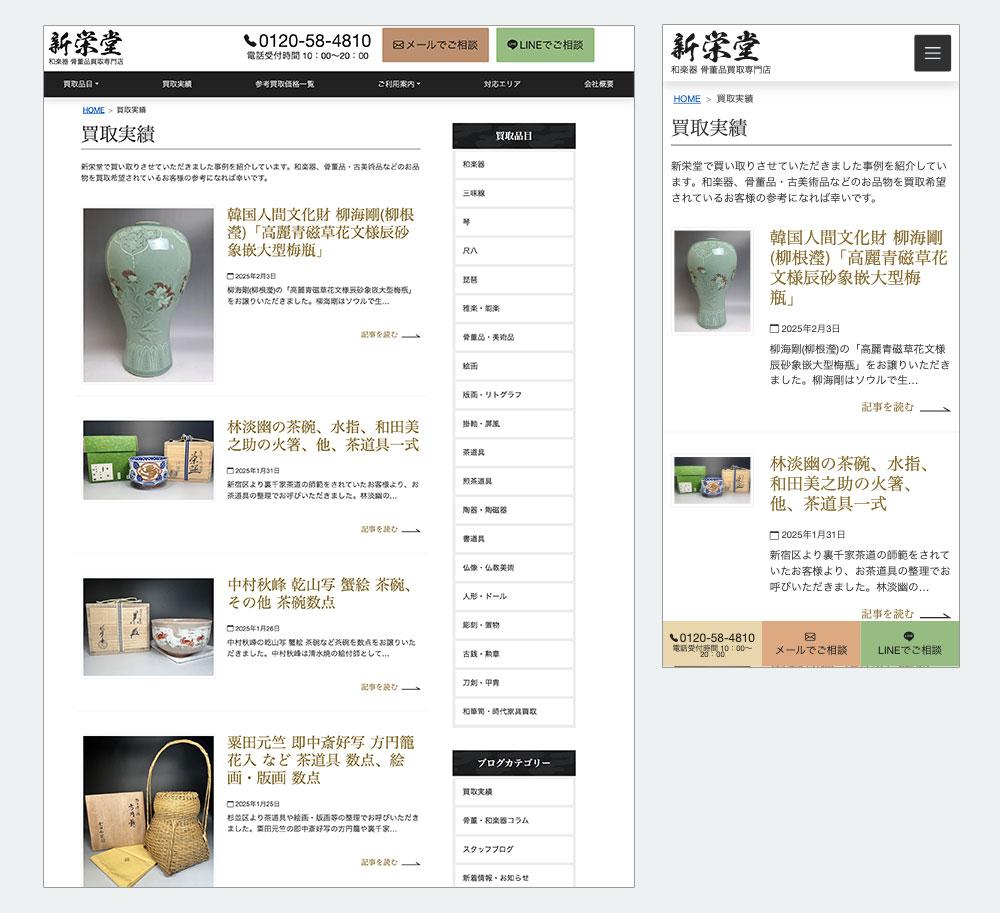 新栄堂
和楽器 骨董品買取専門店
0120-58-4810
電話受付時間 10：00〜20：00
メールでご相談
LINEでご相談
買取品目
買取実績
参考買取価格一覧
ご利用案内
対応エリア
会社概要
HOME ＞ 買取実績
買取実績
新栄堂で買い取りさせていただきました事例を紹介しています。和楽器、骨董品・古美術品などのお品
物を買取希望されているお客様の参考になれば幸いです。
韓国人間文化財 柳海剛(柳根
瀅)「高麗青磁草花文様辰砂
象嵌大型梅瓶」
2025年2月3日
柳海剛(柳根瀅)の「高麗青磁草花文様辰砂象嵌大型梅瓶」
をお譲りいただきました。柳海剛はソウルで生…
記事を読む
林淡幽の茶碗、水指、和田美
之助の火箸、他、茶道具一式
2025年1月31日
新宿区より裏千家茶道の師範をされていたお客様より、お
茶道具の整理でお呼びいただきました。林淡幽の…
記事を読む
中村秋峰 乾山写 蟹絵 茶碗、
その他 茶碗数点
2025年1月26日
中村秋峰の乾山写 蟹絵 茶碗など茶碗を数点をお譲りいた
だきました。中村秋峰は清水焼の絵付師として…
記事を読む
粟田元竺 即中斎好写 方円籠
花入 など 茶道具 数点、絵
画・版画 数点
2025年1月25日
杉並区より茶道具や絵画・版画等の整理でお呼びいただき
ました。粟田元竺の即中斎好写の方円籠や裏千家…
記事を読む
買取品目
和楽器
三味線
琴
尺八
琵琶
雅楽・能楽
骨董品・美術品
絵画
版画・リトグラフ
掛軸・屏風
茶道具
煎茶道具
陶器・陶磁器
書道具
仏像・仏教美術
人形・ドール
彫刻・置物
古銭・勲章
刀剣・甲冑
和箪笥・時代家具買取
ブログカテゴリー
買取実績
骨董・和楽器コラム
スタッフブログ
新着情報・お知らせ
新栄堂
和楽器 骨董品買取専門店
HOME ＞ 買取実績
買取実績
新栄堂で買い取りさせていただきました事例を紹介してい
ます。和楽器、骨董品・古美術品などのお品物を買取希望
されているお客様の参考になれば幸いです。
韓国人間文化財 柳海剛
(柳根瀅)「高麗青磁草花
文様辰砂象嵌大型梅
瓶」
2025年2月3日
柳海剛(柳根瀅)の「高麗青磁草花文様
辰砂象嵌大型梅瓶」をお譲りいただき
ました。柳海剛はソウルで生…
記事を読む
林淡幽の茶碗、水指、
和田美之助の火箸、
他、茶道具一式
2025年1月31日
新宿区より裏千家茶道の師範をされて
いたお客様より、お茶道具の整理でお
呼びいただきました。林淡幽の…
記事を読む
0120-58-4810
電話受付時間 10：00〜
20：00
メールでご相談
LINEでご相談